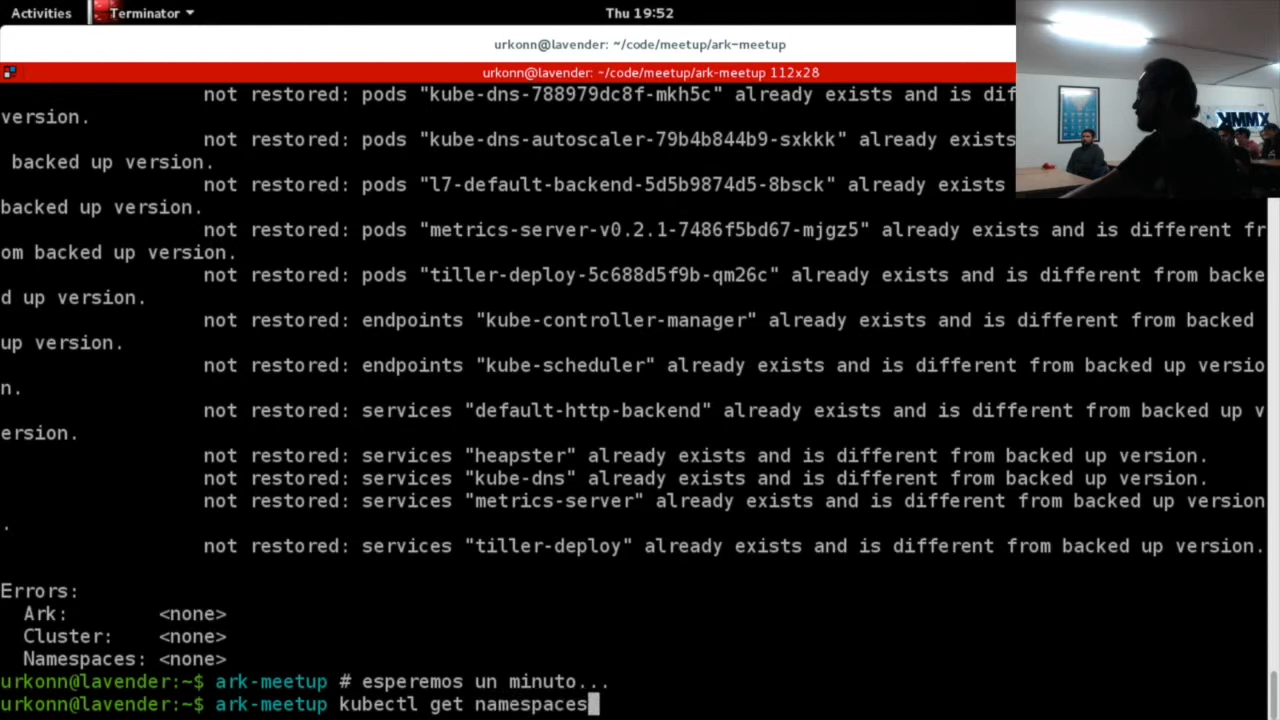 Activities
Terminator
Thu 19:52
urkonn@lavender: ~/code/meetup/ark-meetup
urkonn@lavender: ~/code/meetup/ark-meetup 112x28
not restored: pods "kube-dns-788979dc8f-mkh5c" already exists and is dif
version.
not restored: pods "kube-dns-autoscaler-79b4b844b9-sxkkk" already exists
backed up version.
not restored: pods "l7-default-backend-5d5b9874d5-8bsck" already exists
backed up version.
not restored: pods "metrics-server-v0.2.1-7486f5bd67-mjgz5" already exists and is different fr
om backed up version.
not restored: pods "tiller-deploy-5c688d5f9b-qm26c" already exists and is different from backe
d up version.
not restored: endpoints "kube-controller-manager" already exists and is different from backed
up version.
not restored: endpoints "kube-scheduler" already exists and is different from backed up versio
n.
not restored: services "default-http-backend" already exists and is different from backed up v
ersion.
not restored: services "heapster" already exists and is different from backed up version.
not restored: services "kube-dns" already exists and is different from backed up version.
not restored: services "metrics-server" already exists and is different from backed up version
.
not restored: services "tiller-deploy" already exists and is different from backed up version.
Errors:
Ark: <none>
Cluster: <none>
Namespaces: <none>
urkonn@lavender:~$ ark-meetup # esperemos un minuto...
urkonn@lavender:~$ ark-meetup kubectl get namespaces